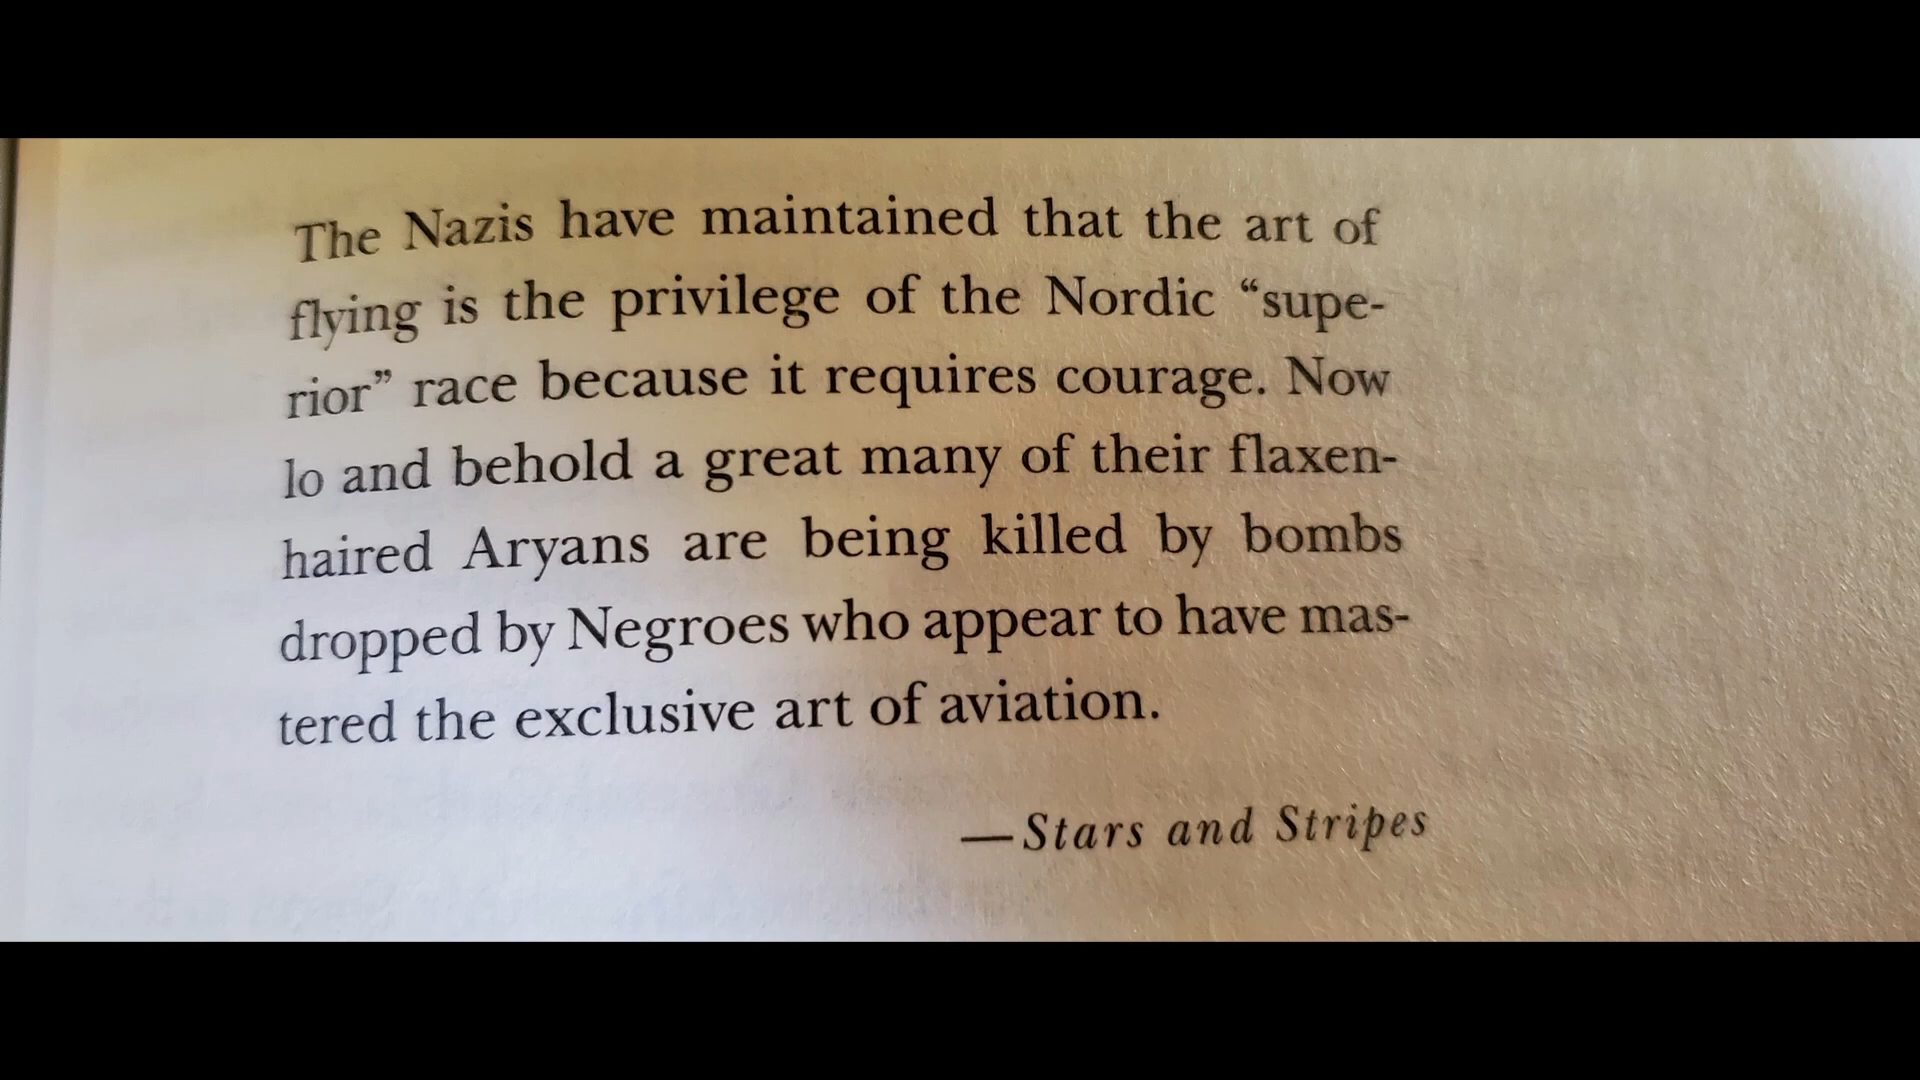 The Nazis have maintained that the art of
flying is the privilege of the Nordic “supe-
rior” race because it requires courage. Now
lo and behold a great many of their flaxen-
haired Aryans are being killed by bombs
dropped by Negroes who appear to have mas-
tered the exclusive art of aviation.
—Stars and Stripes